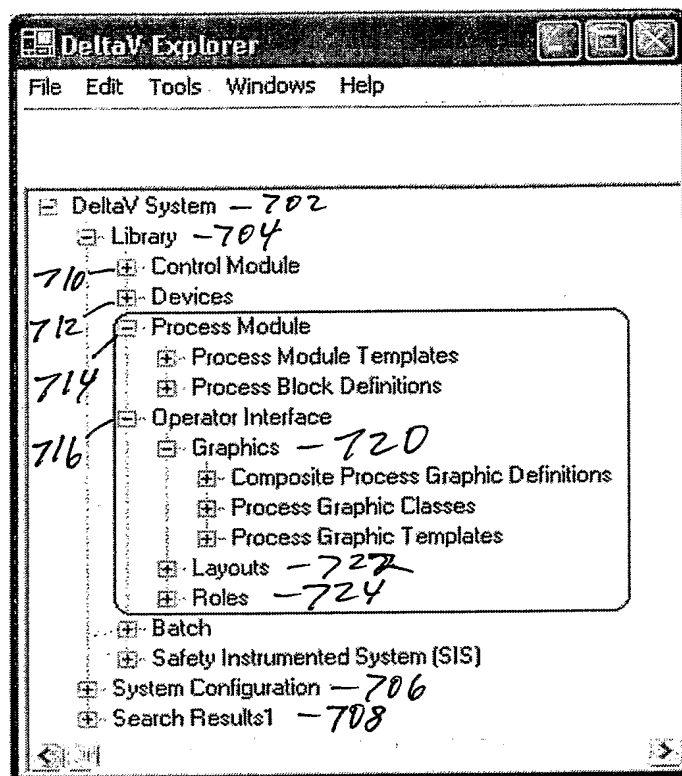 DeltaV Explorer
File Edit Tools Windows Help
DeltaV System — 702
Library — 704
710 Control Module
712 Devices
714 Process Module
Process Module Templates
Process Block Definitions
716 Operator Interface
Graphics — 720
Composite Process Graphic Definitions
Process Graphic Classes
Process Graphic Templates
Layouts — 722
Roles — 724
Batch
Safety Instrumented System (SIS)
System Configuration — 706
Search Results1 — 708